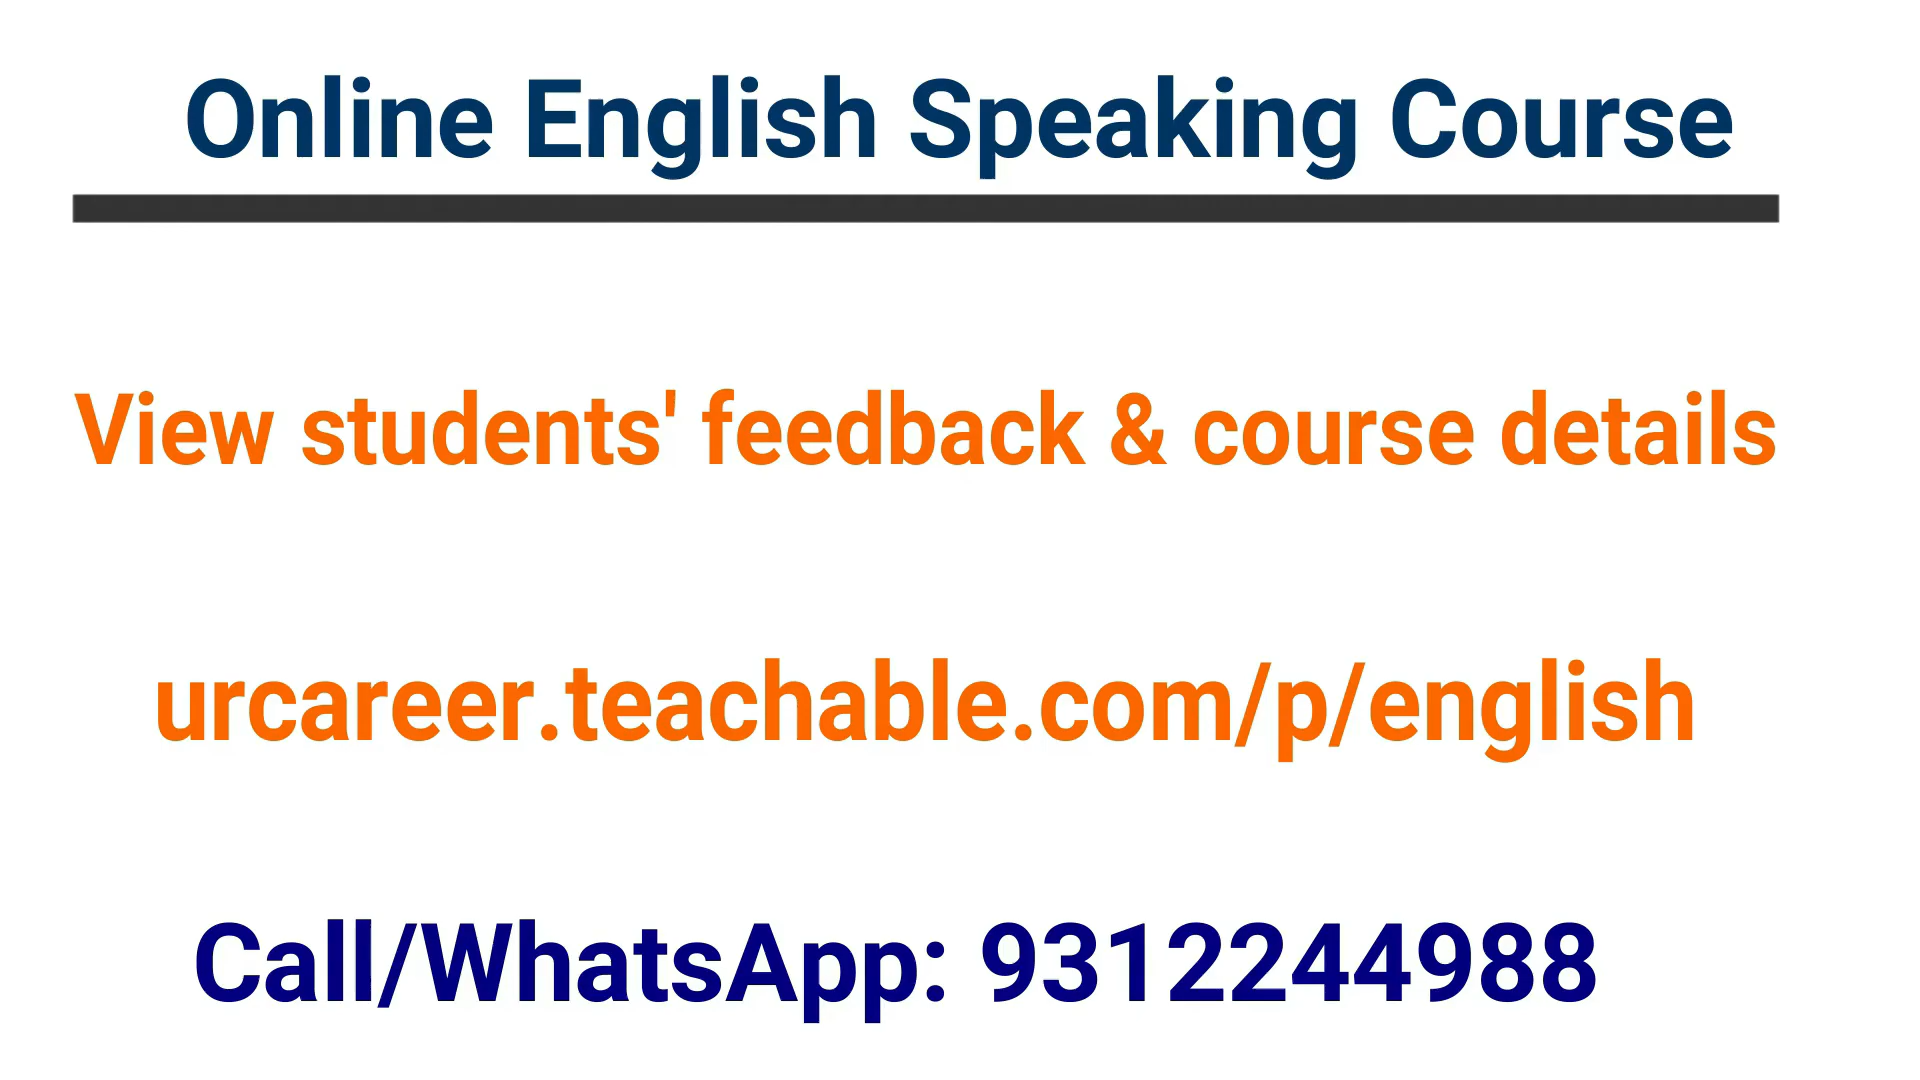 Online English Speaking Course
View students' feedback & course details
urcareer.teachable.com/p/english
Call/WhatsApp: 9312244988